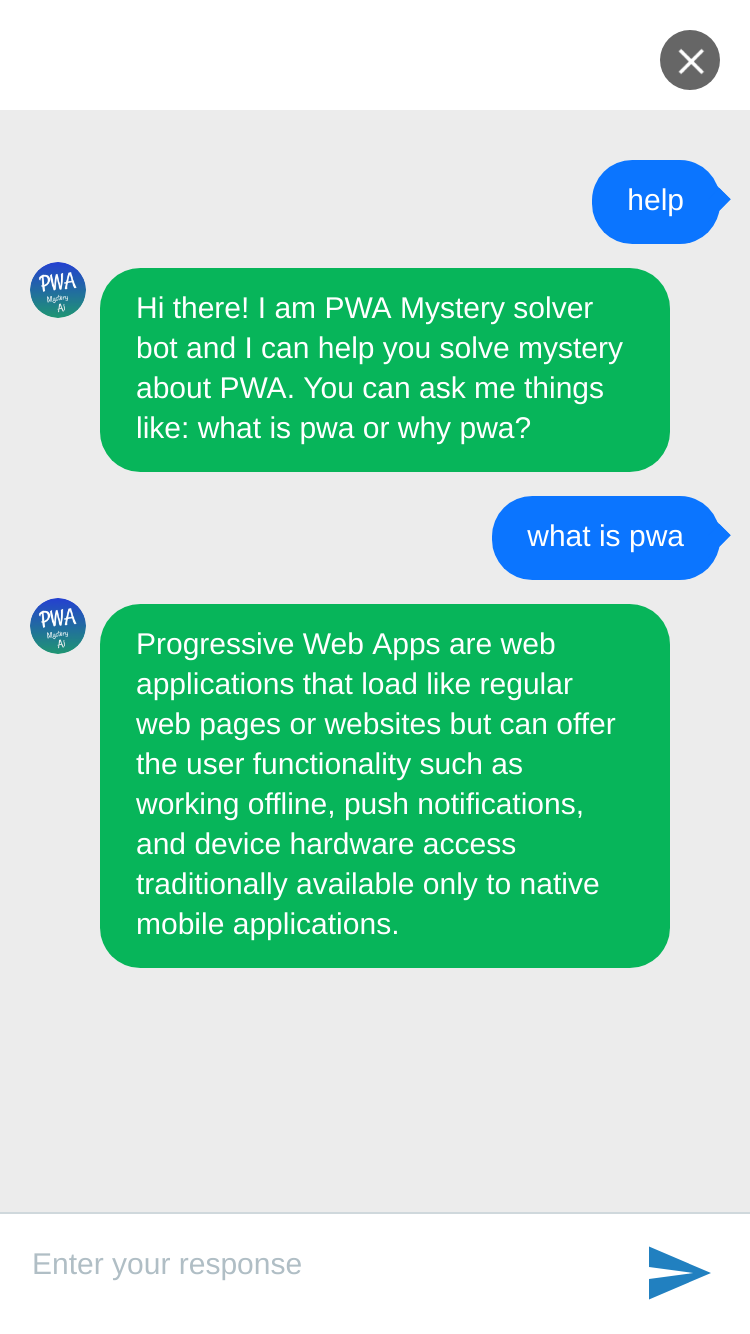 help
PWA
Mastery
Ai
Hi there! I am PWA Mystery solver
bot and I can help you solve mystery
about PWA. You can ask me things
like: what is pwa or why pwa?
what is pwa
PWA
Mastery
Ai
Progressive Web Apps are web
applications that load like regular
web pages or websites but can offer
the user functionality such as
working offline, push notifications,
and device hardware access
traditionally available only to native
mobile applications.
Enter your response